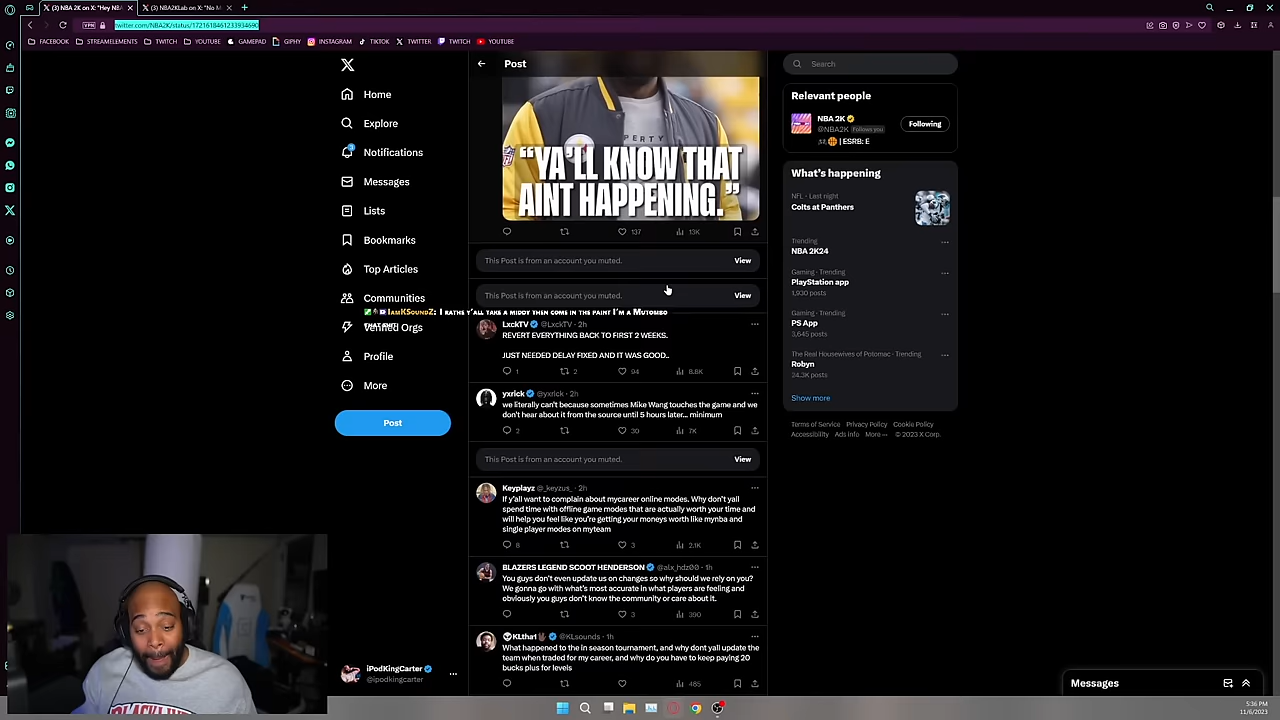 (3) NBA 2K on X: "Hey NB
(3) NBA2KLab on X: "No M
VPN
twitter.com/NBA2K/status/1721618461233934690
FACEBOOK
STREAMELEMENTS
TWITCH
YOUTUBE
GAMEPAD
GIPHY
INSTAGRAM
TIKTOK
TWITTER
TWITCH
YOUTUBE
Home
Explore
Notifications
Messages
Lists
Bookmarks
Top Articles
Communities
Verified Orgs
Profile
More
Post
iPodKingCarter
@ipodkingcarter
Post
PERTY
"YA'LL KNOW THAT
AINT HAPPENING."
137
13K
This Post is from an account you muted.
View
This Post is from an account you muted.
View
IAmKSoundZ: I rathe y'all take a middy then come in the paint I'm a Mutombo
LxckTV @LxckTV · 2h
REVERT EVERYTHING BACK TO FIRST 2 WEEKS.
JUST NEEDED DELAY FIXED AND IT WAS GOOD..
1
2
94
8.8K
yxrick @yxrick · 2h
we literally can't because sometimes Mike Wang touches the game and we
don't hear about it from the source until 5 hours later... minimum
2
30
7K
This Post is from an account you muted.
View
Keyplayz @_keyzus_ · 2h
If y'all want to complain about mycareer online modes. Why don't yall
spend time with offline game modes that are actually worth your time and
will help you feel like you're getting your moneys worth like mynba and
single player modes on myteam
8
3
2.1K
BLAZERS LEGEND SCOOT HENDERSON @alx_hdz00 · 1h
You guys don't even update us on changes so why should we rely on you?
We gonna go with what's most accurate in what players are feeling and
obviously you guys don't know the community or care about it.
3
390
KLtha1 @KLsounds · 1h
What happened to the in season tournament, and why dont yall update the
team when traded for my career, and why do you have to keep paying 20
bucks plus for levels
485
Search
Relevant people
NBA 2K
@NBA2K Follows you
| ESRB: E
Following
What's happening
NFL · Last night
Colts at Panthers
Trending
NBA 2K24
Gaming · Trending
PlayStation app
1,930 posts
Gaming · Trending
PS App
3,645 posts
The Real Housewives of Potomac · Trending
Robyn
24.3K posts
Show more
Terms of Service Privacy Policy Cookie Policy
Accessibility Ads info More ··· © 2023 X Corp.
Messages
5:36 PM
11/6/2023